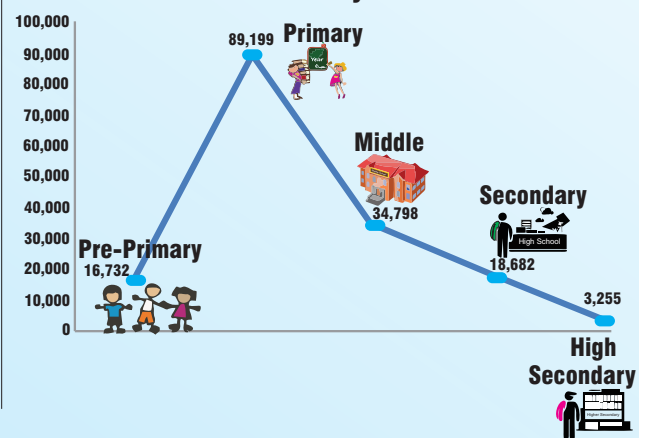 100,000
90,000
80,000
70,000
60,000
50,000
40,000
30,000
20,000
10,000
0
89,199
Primary
Year
Middle
34,798
Secondary
High School
18,682
Pre-Primary
16,732
3,255
High
Secondary
Higher Secondary